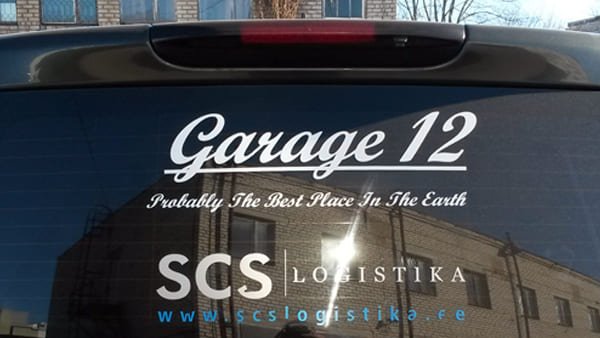 Garage 12
Probably The Best Place In The Earth
SCS LOGISTIKA
www.scslogistika.ee